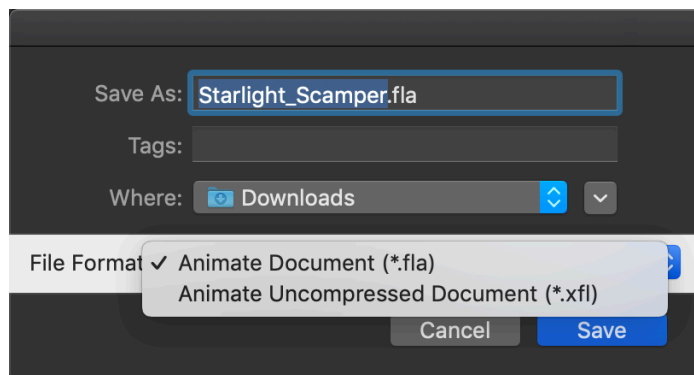 Save As: Starlight_Scamper.fla
Tags:
Where: Downloads
File Format ✓ Animate Document (*.fla)
Animate Uncompressed Document (*.xfl)
Cancel Save